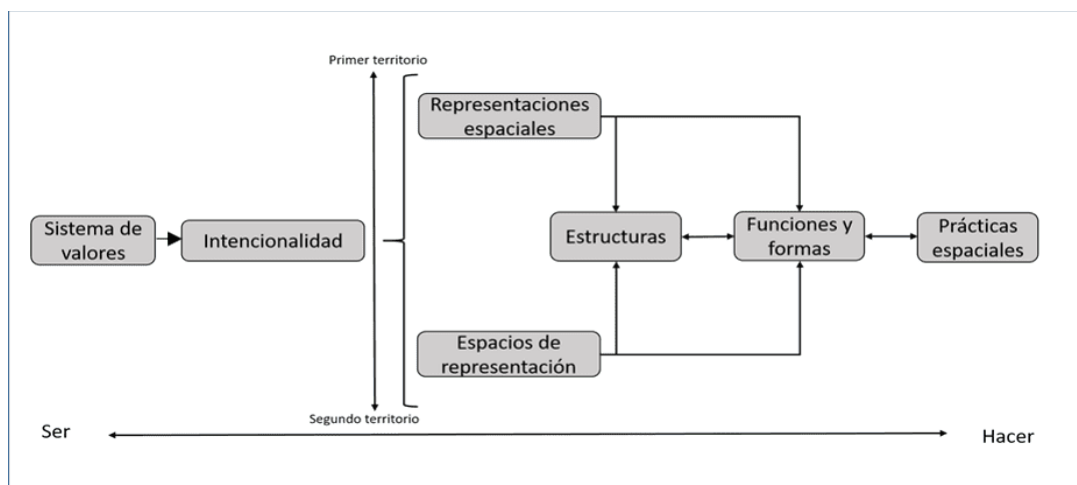 Primer territorio
Representaciones
espaciales
Sistema de
valores
Intencionalidad
Estructuras
Funciones y
formas
Prácticas
espaciales
Espacios de
representación
Segundo territorio
Ser
Hacer